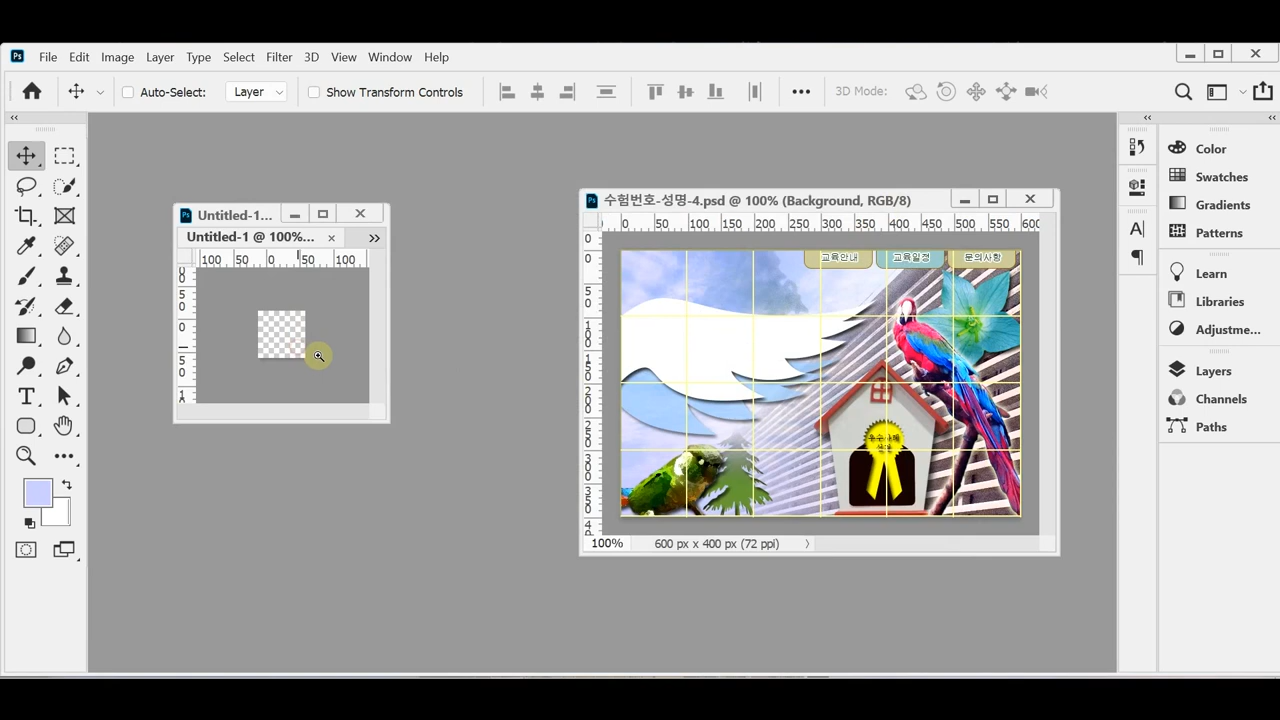 Ps File Edit Image Layer Type Select Filter 3D View Window Help
Auto-Select: Layer Show Transform Controls 3D Mode:
Color
Swatches
Gradients
Patterns
Learn
Libraries
Adjustme...
Layers
Channels
Paths
Untitled-1...
Untitled-1 @ 100%...
100 50 0 50 100
수험번호-성명-4.psd @ 100% (Background, RGB/8)
0 50 100 150 200 250 300 350 400 450 500 550 600
교육안내 교육일정 문의사항
100% 600 px x 400 px (72 ppi)